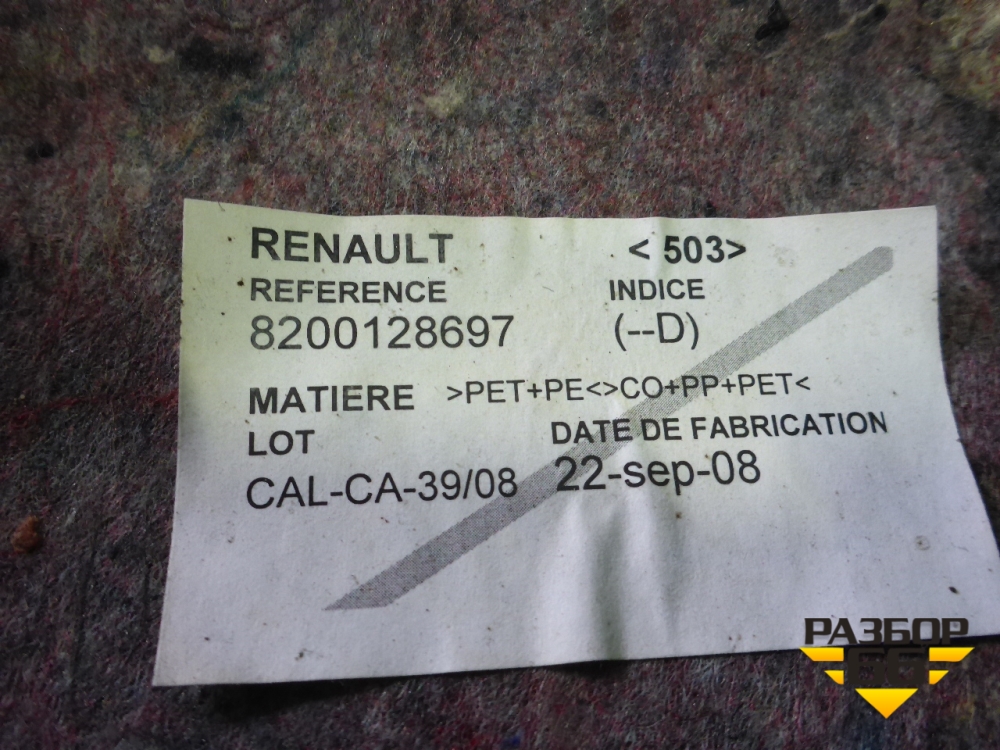 RENAULT <503>
REFERENCE INDICE
8200128697 (--D)
MATIERE >PET+PE<>CO+PP+PET<
LOT DATE DE FABRICATION
CAL-CA-39/08 22-sep-08
РАЗБОР
66